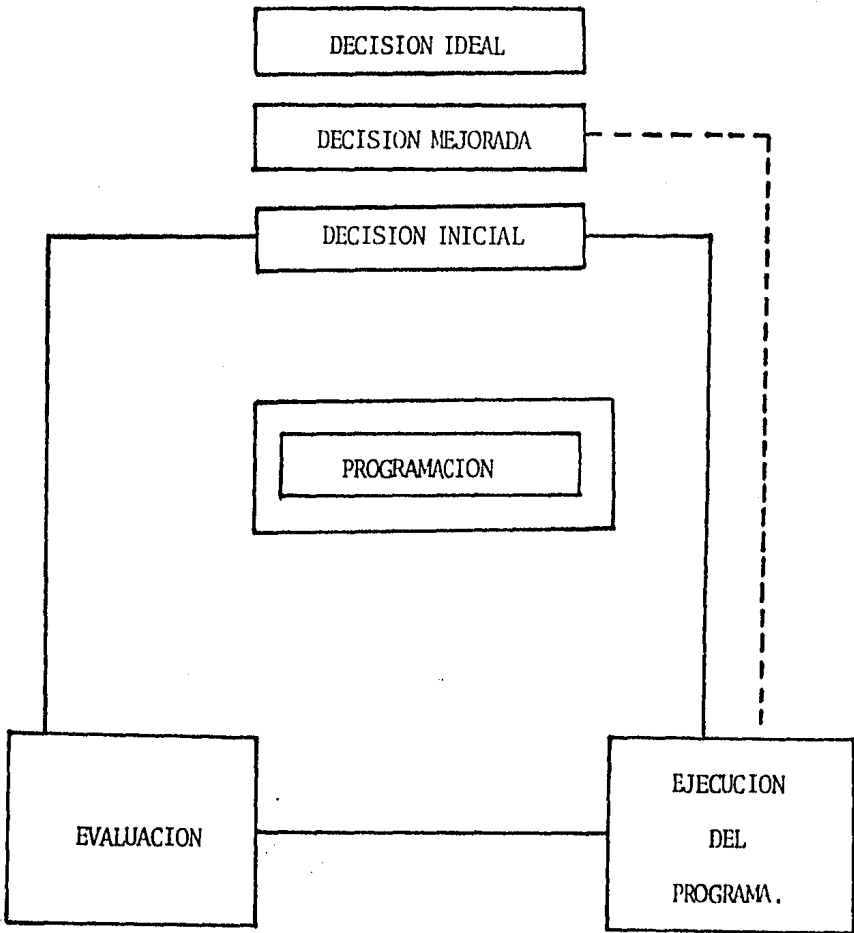 DECISION IDEAL
DECISION MEJORADA
DECISION INICIAL
PROGRAMACION
EVALUACION
EJECUCION
DEL
PROGRAMA.